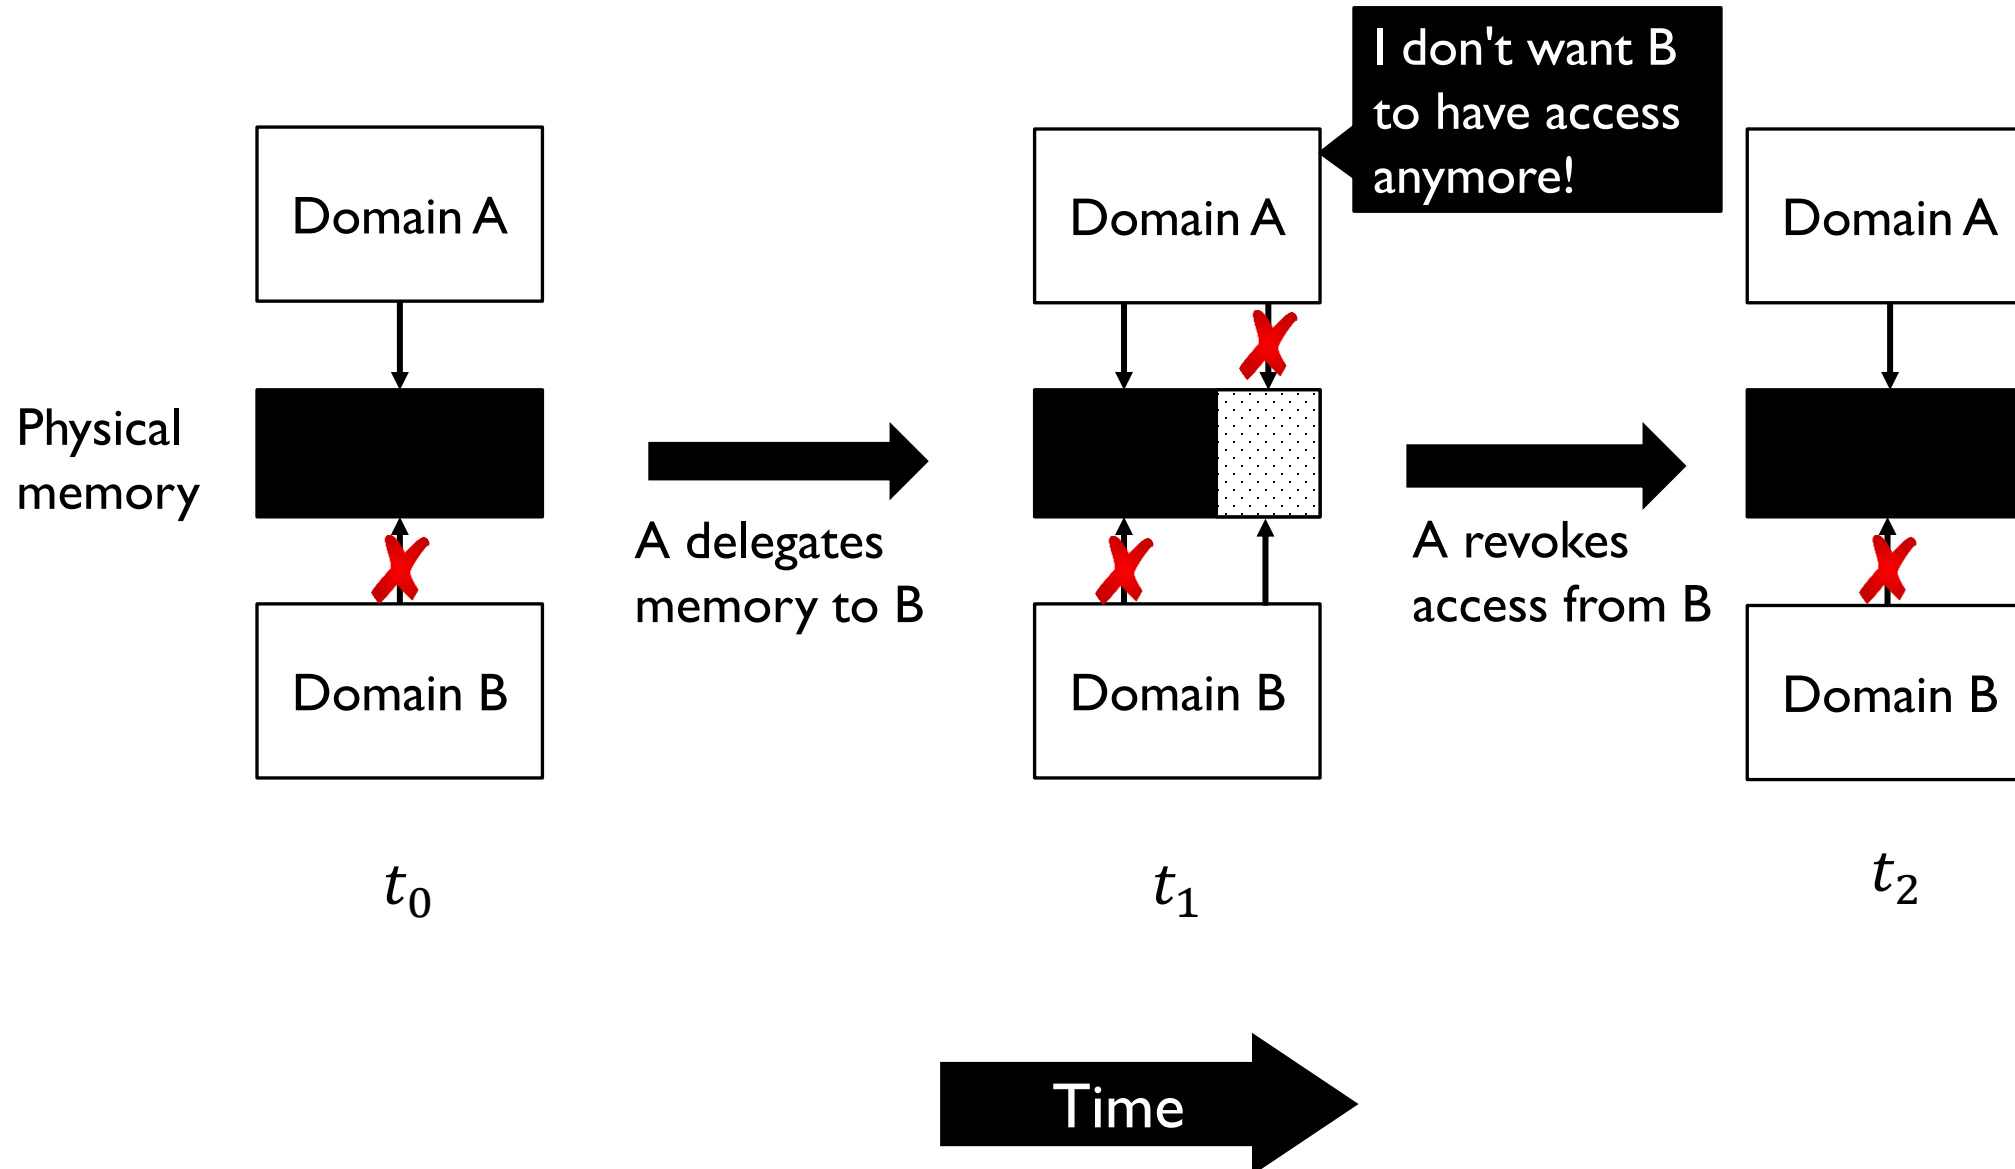 I don't want B
to have access
anymore!
Domain A
Domain A
Domain A
Physical
memory
A delegates
memory to B
A revokes
access from B
Domain B
Domain B
Domain B
t₀
t₁
t₂
Time